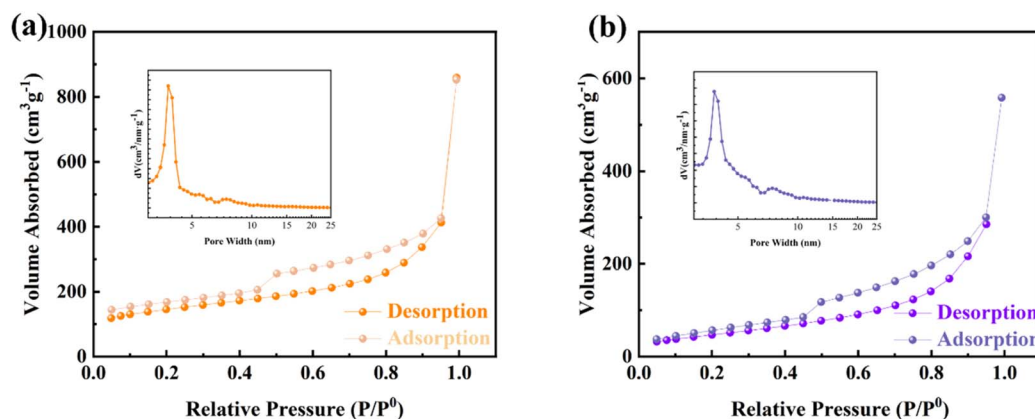 (a)
1000
800
600
400
200
0
Volume Absorbed (cm³g⁻¹)
0.0 0.2 0.4 0.6 0.8 1.0
Relative Pressure (P/P⁰)
dV(cm³/nm·g⁻¹)
5 10 15 20 25
Pore Width (nm)
Desorption
Adsorption
(b)
600
400
200
0
Volume Absorbed (cm³g⁻¹)
0.0 0.2 0.4 0.6 0.8 1.0
Relative Pressure (P/P⁰)
dV(cm³/nm·g⁻¹)
5 10 15 20 25
Pore Width (nm)
Desorption
Adsorption